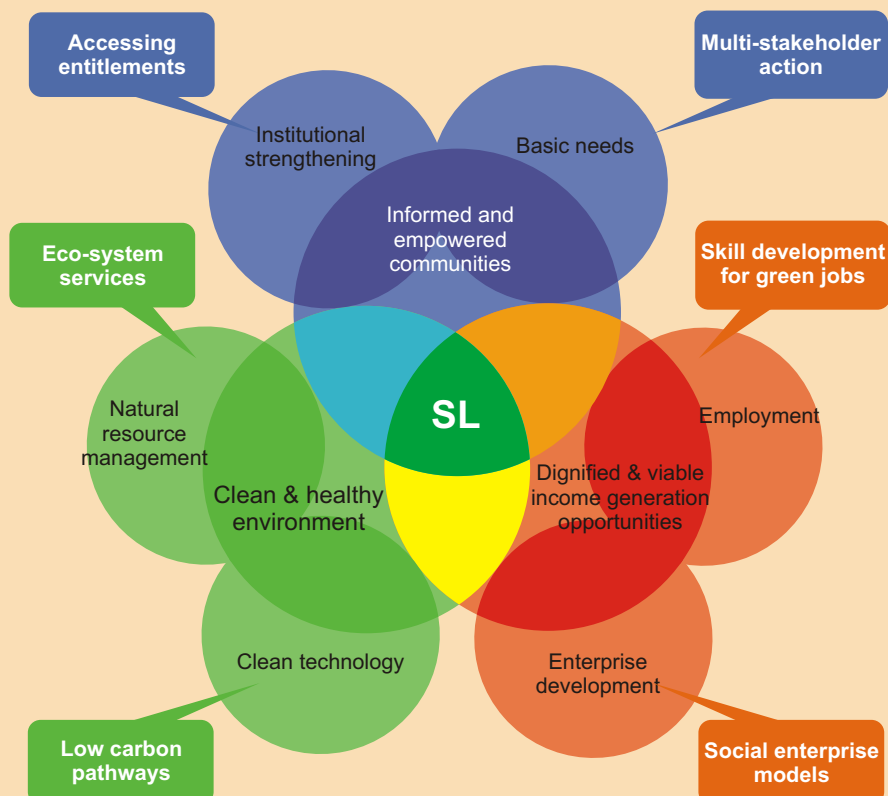 Accessing
entitlements
Multi-stakeholder
action
Institutional
strengthening
Basic needs
Informed and
empowered
communities
Eco-system
services
Skill development
for green jobs
SL
Natural
resource
management
Employment
Clean & healthy
environment
Dignified & viable
income generation
opportunities
Clean technology
Enterprise
development
Low carbon
pathways
Social enterprise
models